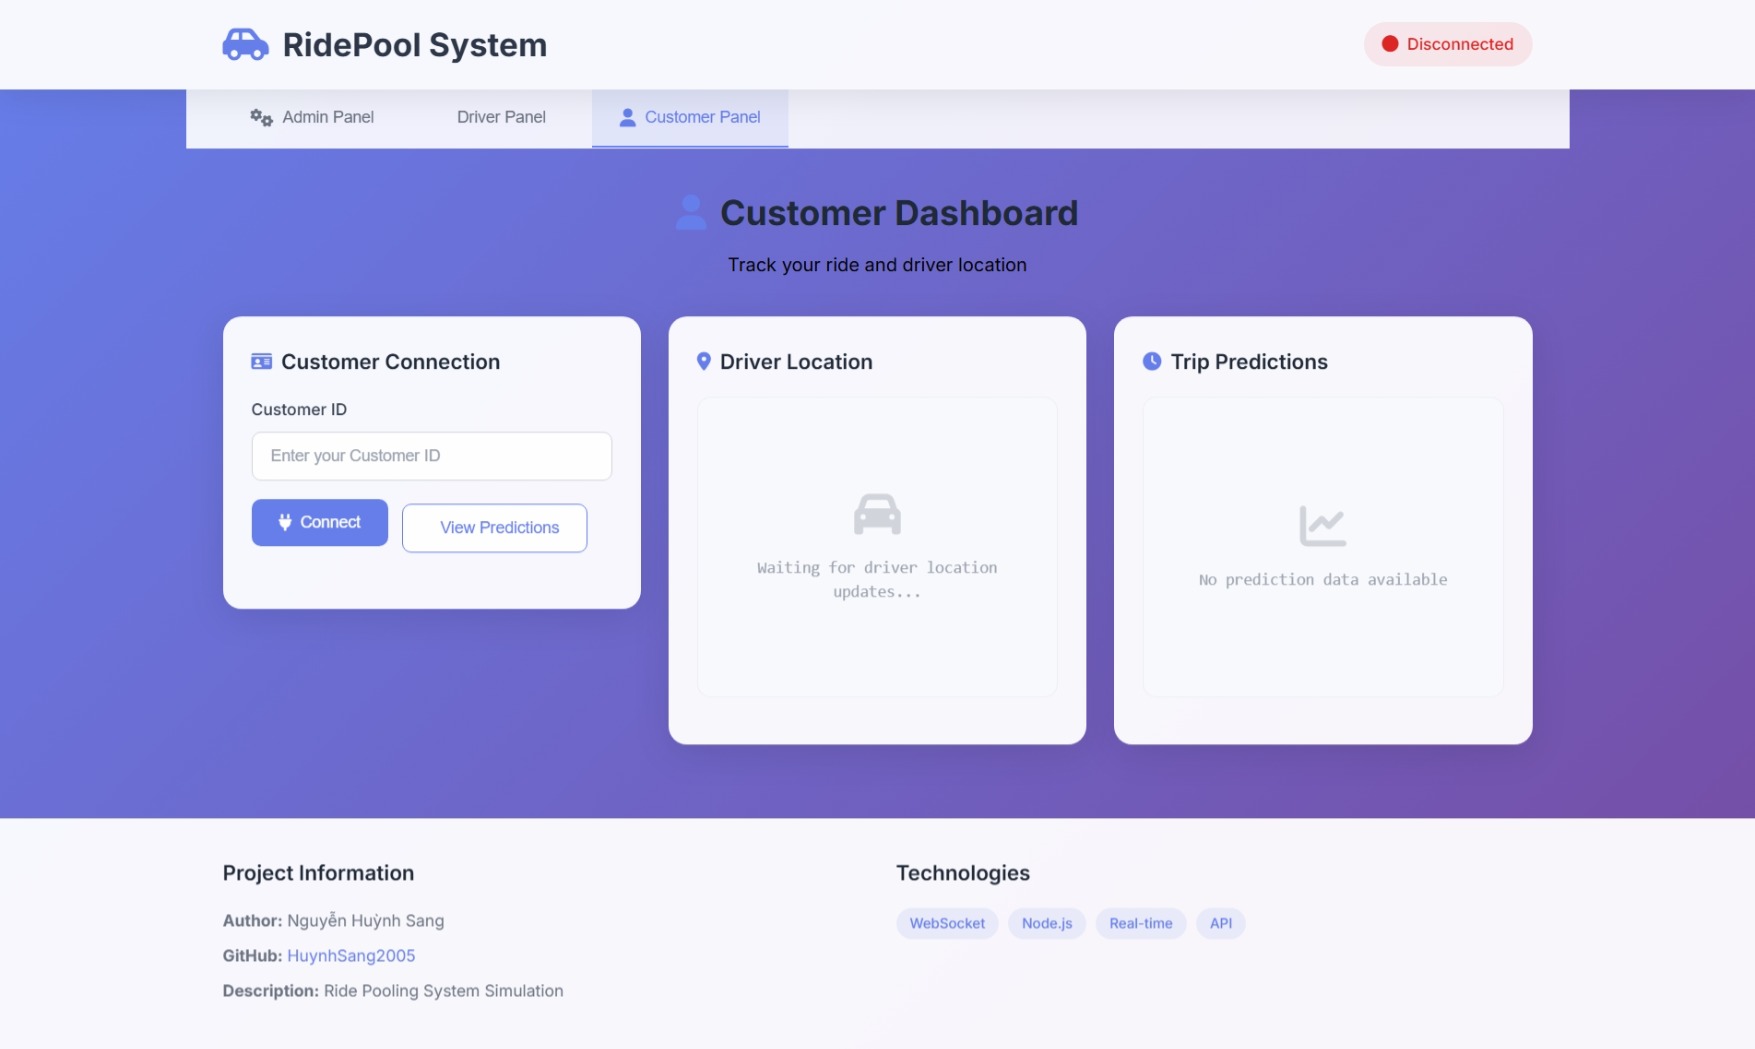 RidePool System
Disconnected
Admin Panel
Driver Panel
Customer Panel
Customer Dashboard
Track your ride and driver location
Customer Connection
Customer ID
Enter your Customer ID
Connect
View Predictions
Driver Location
Waiting for driver location
updates...
Trip Predictions
No prediction data available
Project Information
Author: Nguyễn Huỳnh Sang
GitHub: HuynhSang2005
Description: Ride Pooling System Simulation
Technologies
WebSocket
Node.js
Real-time
API